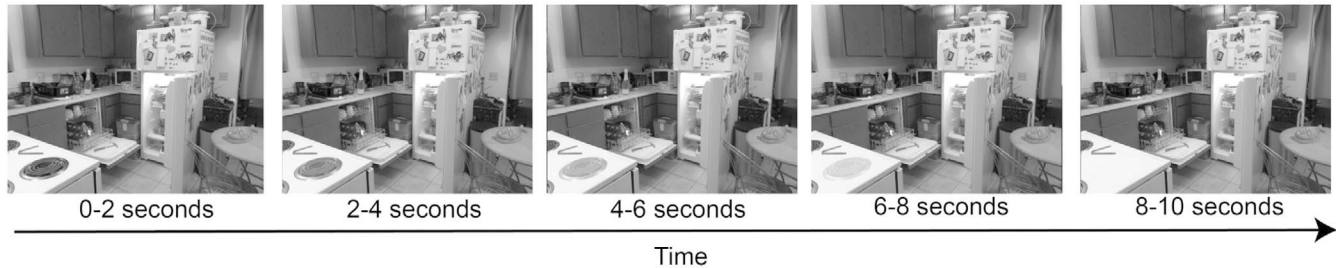 0-2 seconds
2-4 seconds
4-6 seconds
6-8 seconds
8-10 seconds
Time